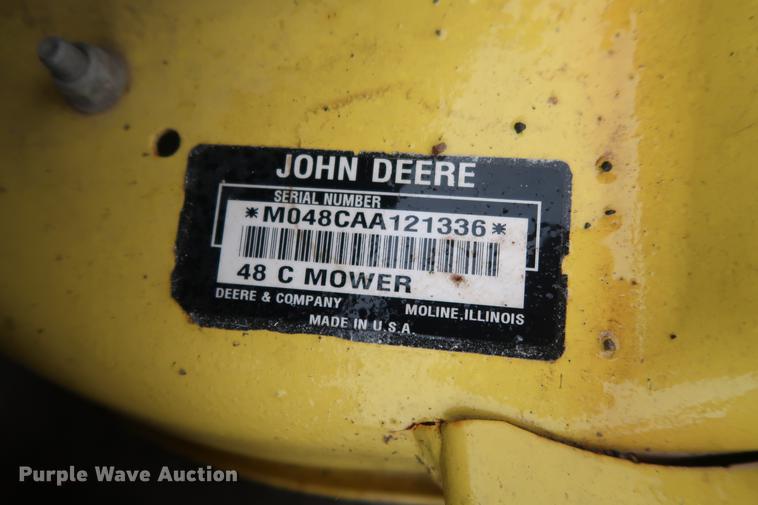 JOHN DEERE
SERIAL NUMBER
*M048CAA121336*
48 C MOWER
DEERE & COMPANY MOLINE, ILLINOIS
MADE IN U.S.A.
Purple Wave Auction